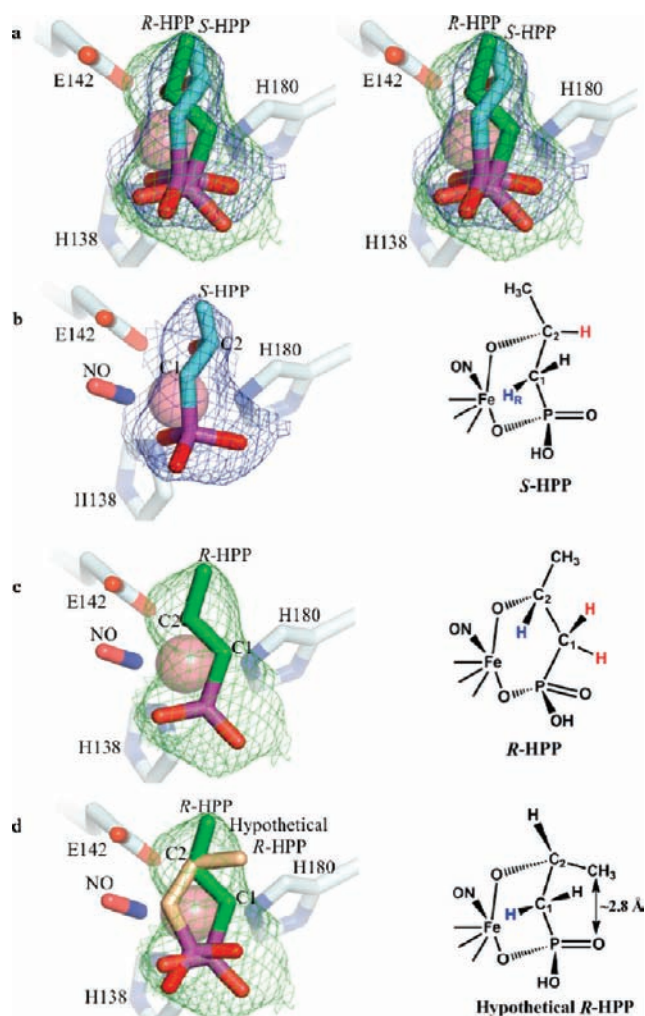 a
R-HPP S-HPP
E142
H180
H138
R-HPP
S-HPP
E142
H180
H138
b
S-HPP
E142
C2
NO
C1
H180
H138
H₃C
O
C₂ H
ON
H
C₁
Fe
H_R
O
P O
HO
S-HPP
c
R-HPP
E142
C2
NO
C1
H180
H138
CH₃
O
C₂
H
ON
H
C₁
Fe
H
O
P O
OH
R-HPP
d
R-HPP
Hypothetical
R-HPP
E142
C2
NO
C1
H180
H138
H
O
C₂
CH₃
ON
H
H C₁
~2.8 Å
Fe
O
P O
HO
Hypothetical R-HPP